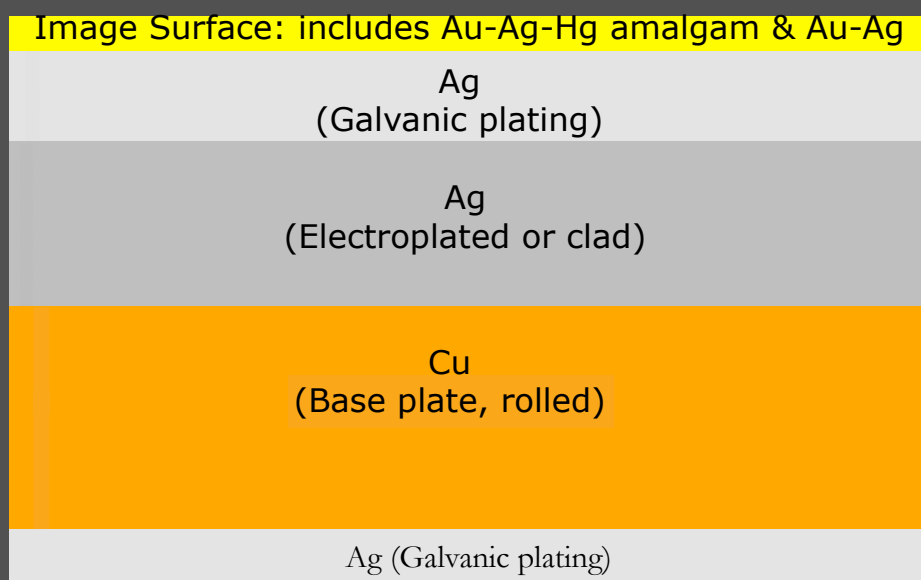 Image Surface: includes Au-Ag-Hg amalgam & Au-Ag
Ag
(Galvanic plating)
Ag
(Electroplated or clad)
Cu
(Base plate, rolled)
Ag (Galvanic plating)